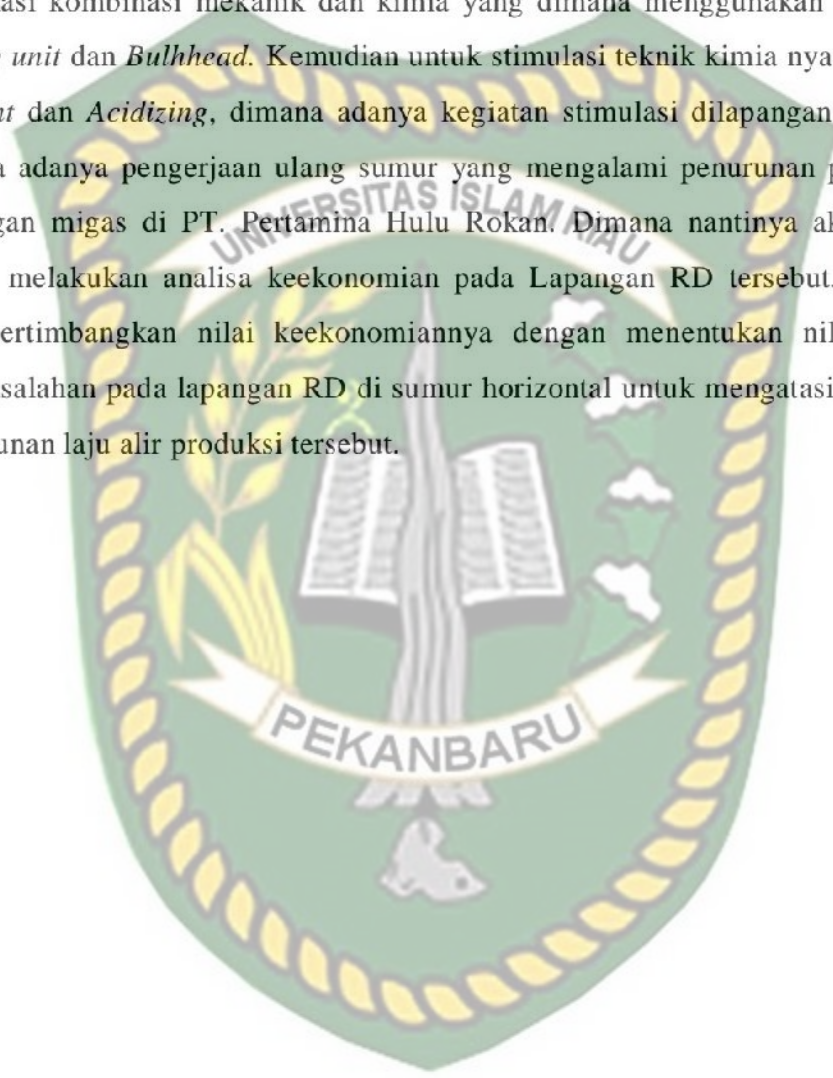 asi kombinasi mekanik dan kimia yang dimana menggunakan
unit dan Bulhhead. Kemudian untuk stimulasi teknik kimia nya
dan Acidizing, dimana adanya kegiatan stimulasi dilapangan
adanya pengerjaan ulang sumur yang mengalami penurunan p
gan migas di PT. Pertamina Hulu Rokan. Dimana nantinya ak
melakukan analisa keekonomian pada Lapangan RD tersebut.
ertimbangkan nilai keekonomiannya dengan menentukan nil
salahan pada lapangan RD di sumur horizontal untuk mengatasi
unan laju alir produksi tersebut.
UNIVERSITAS ISLAM RIAU
PEKANBARU